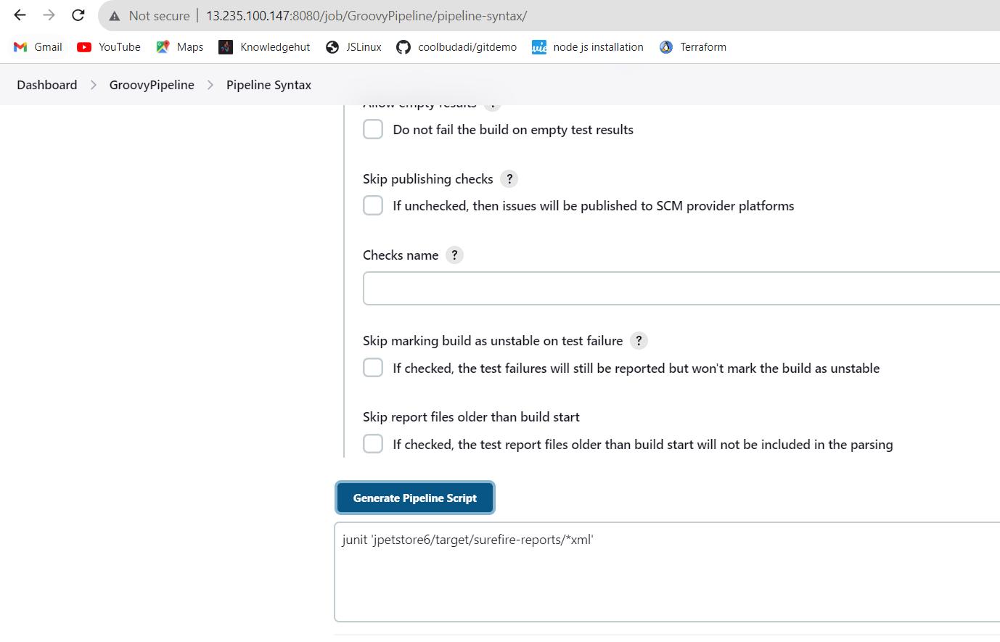 Not secure 13.235.100.147:8080/job/GroovyPipeline/pipeline-syntax/
Gmail YouTube Maps Knowledgehut JSLinux coolbudadi/gitdemo node js installation Terraform
Dashboard GroovyPipeline Pipeline Syntax
Allow empty results ?
Do not fail the build on empty test results
Skip publishing checks ?
If unchecked, then issues will be published to SCM provider platforms
Checks name ?
Skip marking build as unstable on test failure ?
If checked, the test failures will still be reported but won't mark the build as unstable
Skip report files older than build start
If checked, the test report files older than build start will not be included in the parsing
Generate Pipeline Script
junit 'jpetstore6/target/surefire-reports/*xml'